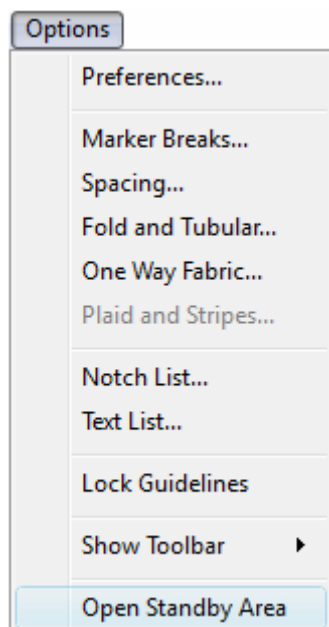 Options
Preferences...
Marker Breaks...
Spacing...
Fold and Tubular...
One Way Fabric...
Plaid and Stripes...
Notch List...
Text List...
Lock Guidelines
Show Toolbar
Open Standby Area